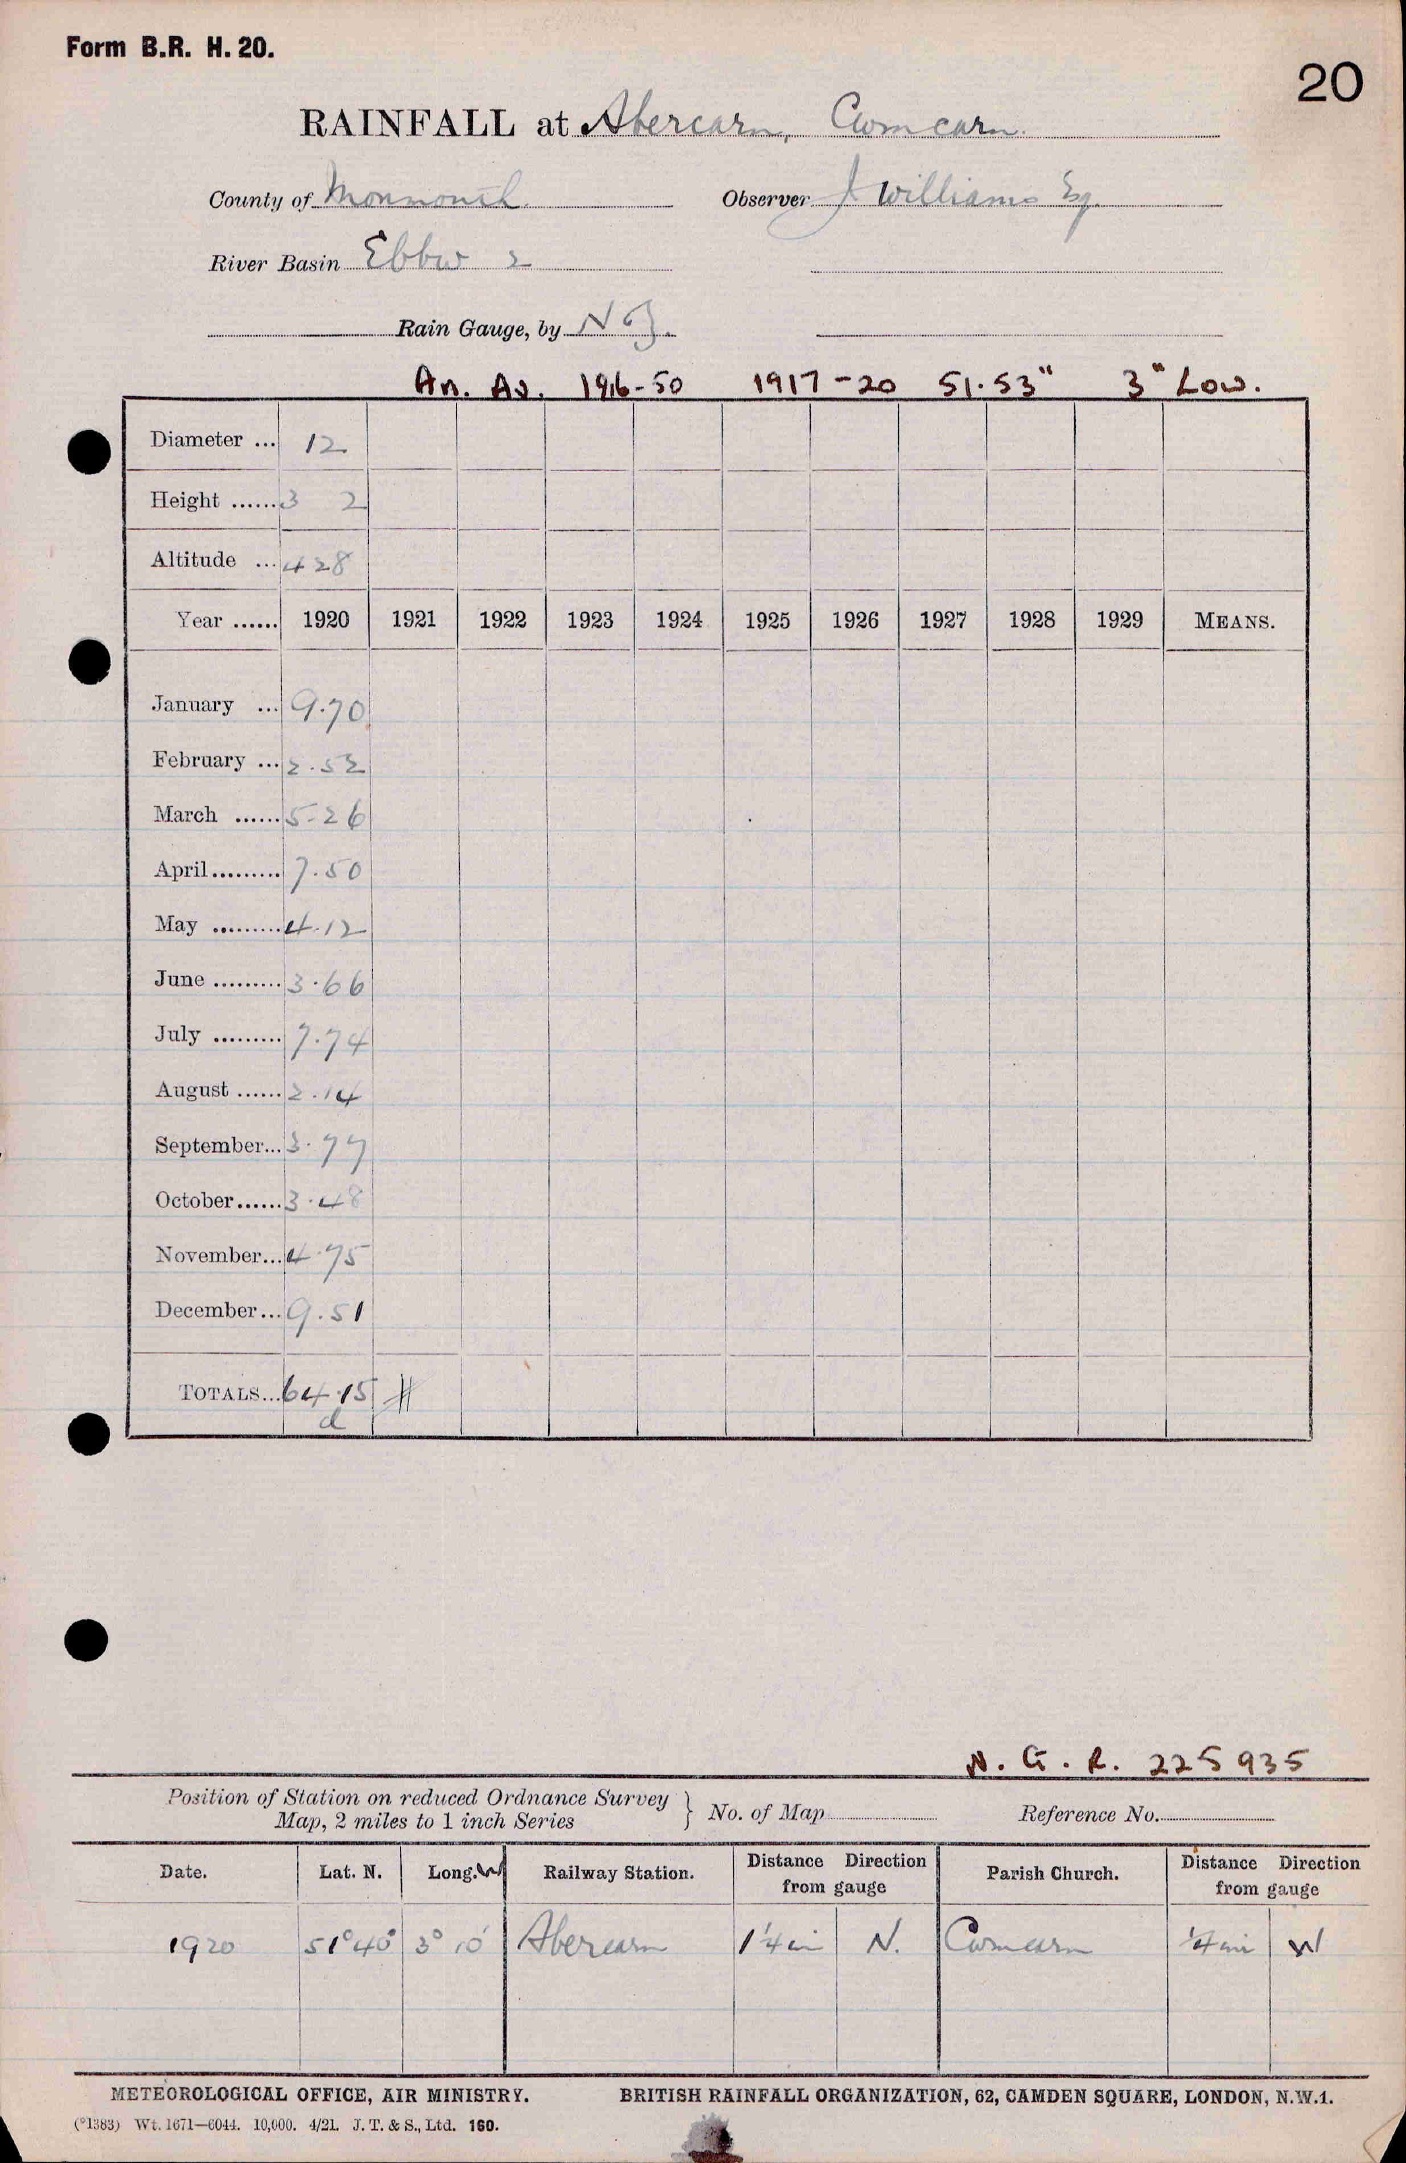 Form B.R. H. 20.
20
RAINFALL at Abercarn, Cwmcarn.
County of Monmouth Observer J Williams Esq.
River Basin Ebbw 2
Rain Gauge, by
An. Av. 1916-50 1917-20 51.53" 3" Low.
Diameter ... 12
Height ...... 3 2
Altitude ... 428
Year ...... 1920 1921 1922 1923 1924 1925 1926 1927 1928 1929 MEANS.
January ... 9.70
February ... 2.52
March ...... 5.26
April ......... 7.50
May ......... 4.12
June ......... 3.66
July ......... 7.74
August ...... 2.14
September... 3.77
October...... 3.48
November... 4.75
December... 9.51
TOTALS... 64.15
d
N. G. R. 225935
Position of Station on reduced Ordnance Survey
Map, 2 miles to 1 inch Series } No. of Map Reference No.
Date. Lat. N. Long. W Railway Station. Distance Direction from gauge Parish Church. Distance Direction from gauge
1920 51° 40' 3° 10' Abercarn 1 1/4 mi N. Cwmcarn 1/4 mi W
METEOROLOGICAL OFFICE, AIR MINISTRY. BRITISH RAINFALL ORGANIZATION, 62, CAMDEN SQUARE, LONDON, N.W.1.
(*1383) Wt. 1671—6044. 10,000. 4/21. J. T. & S., Ltd. 160.